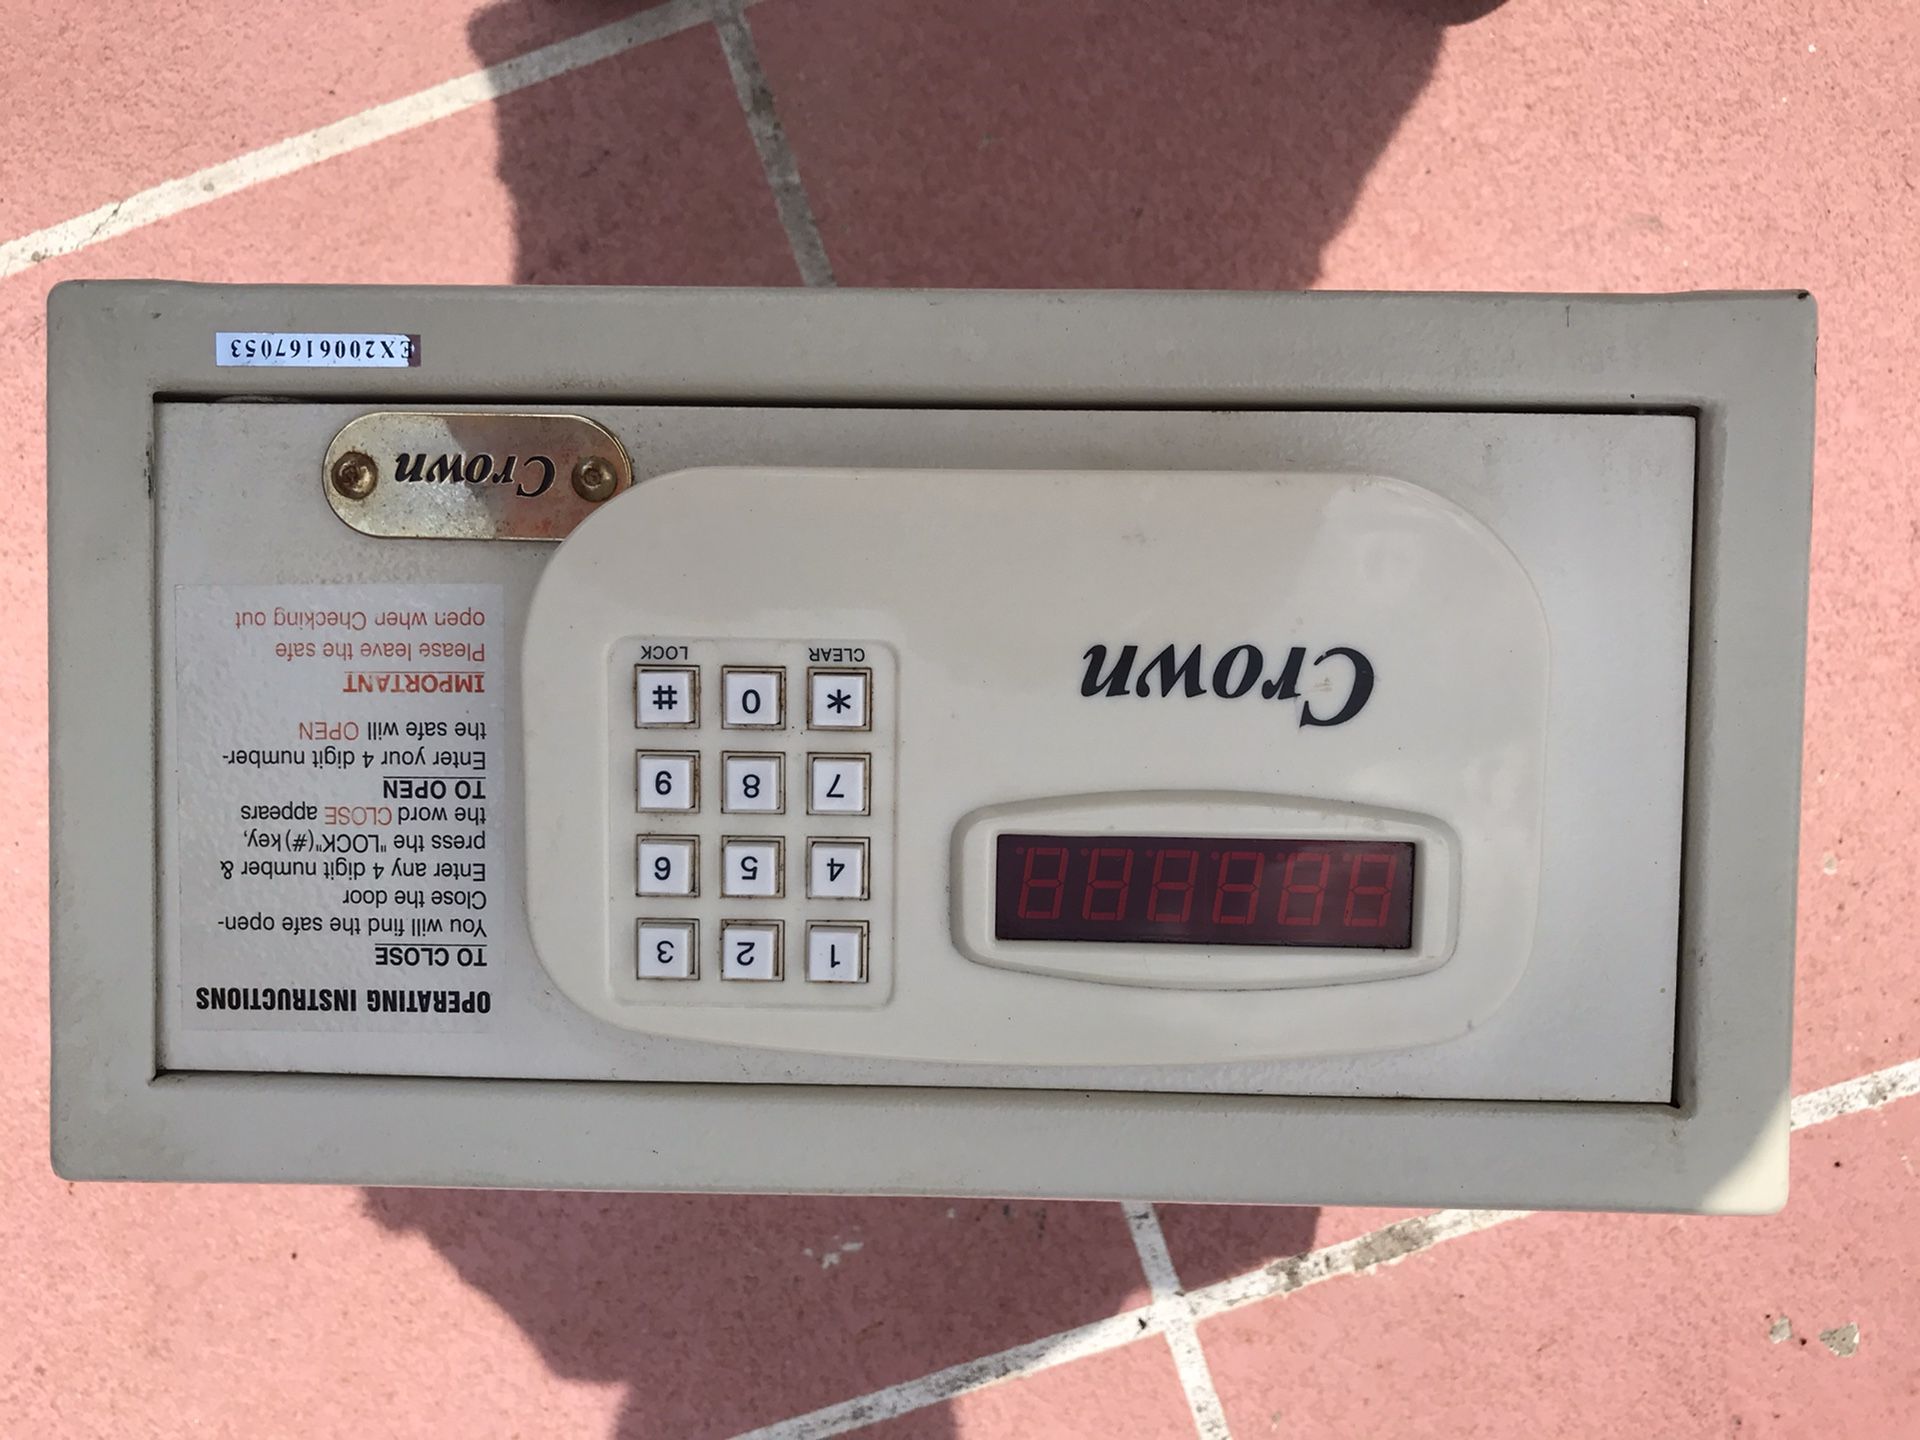 OPERATING INSTRUCTIONS
TO CLOSE
You will find the safe open-
Close the door
Enter any 4 digit number &
press the "LOCK"(#) key,
the word CLOSE appears
TO OPEN
Enter your 4 digit number-
the safe will OPEN
IMPORTANT
Please leave the safe
open when Checking out
Crown
1 2 3
4 5 6
7 8 9
* 0 #
CLEAR LOCK
Crown
EX2006167053